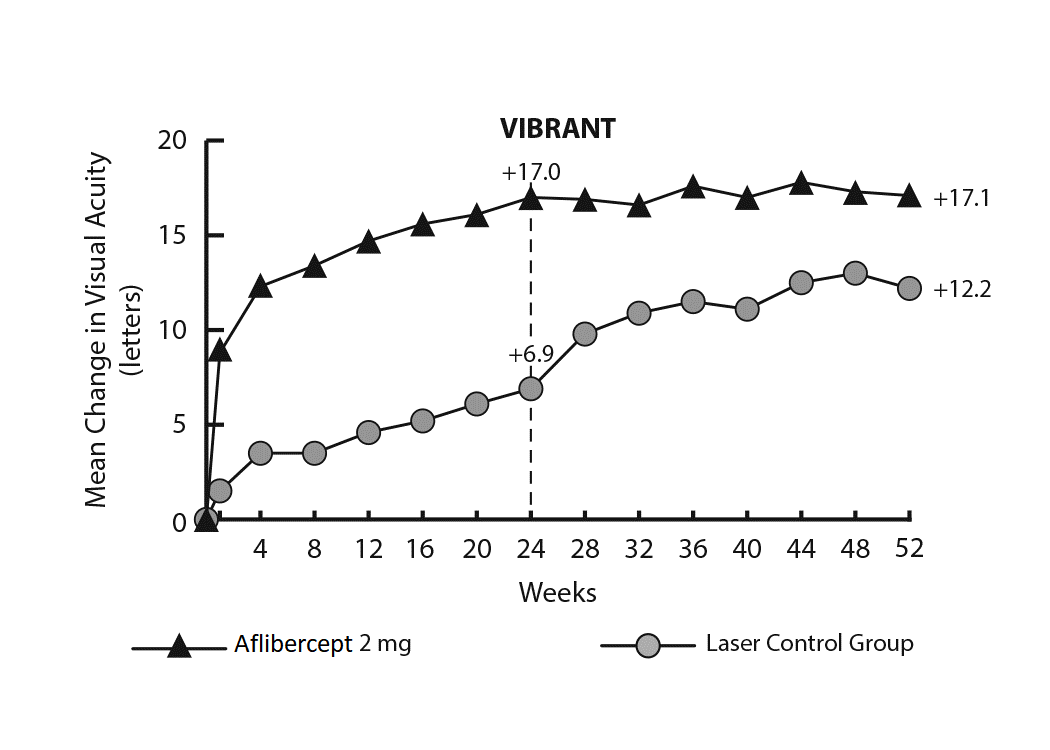 VIBRANT
Mean Change in Visual Acuity
(letters)
20
15
10
5
0
+17.0
+17.1
+6.9
+12.2
4 8 12 16 20 24 28 32 36 40 44 48 52
Weeks
Aflibercept 2 mg
Laser Control Group